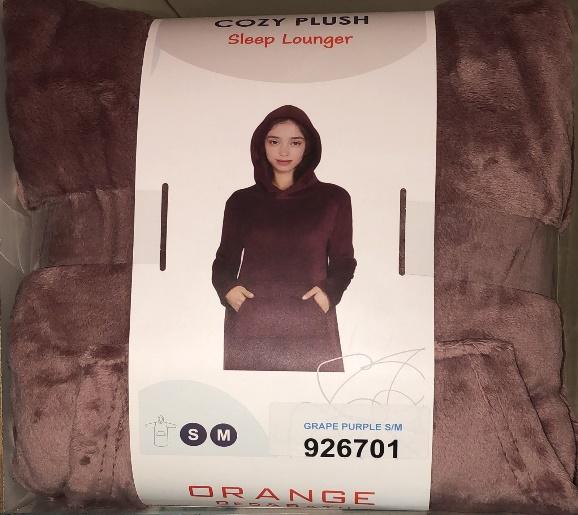 COZY PLUSH
Sleep Lounger
S M
GRAPE PURPLE S/M
926701
ORANGE